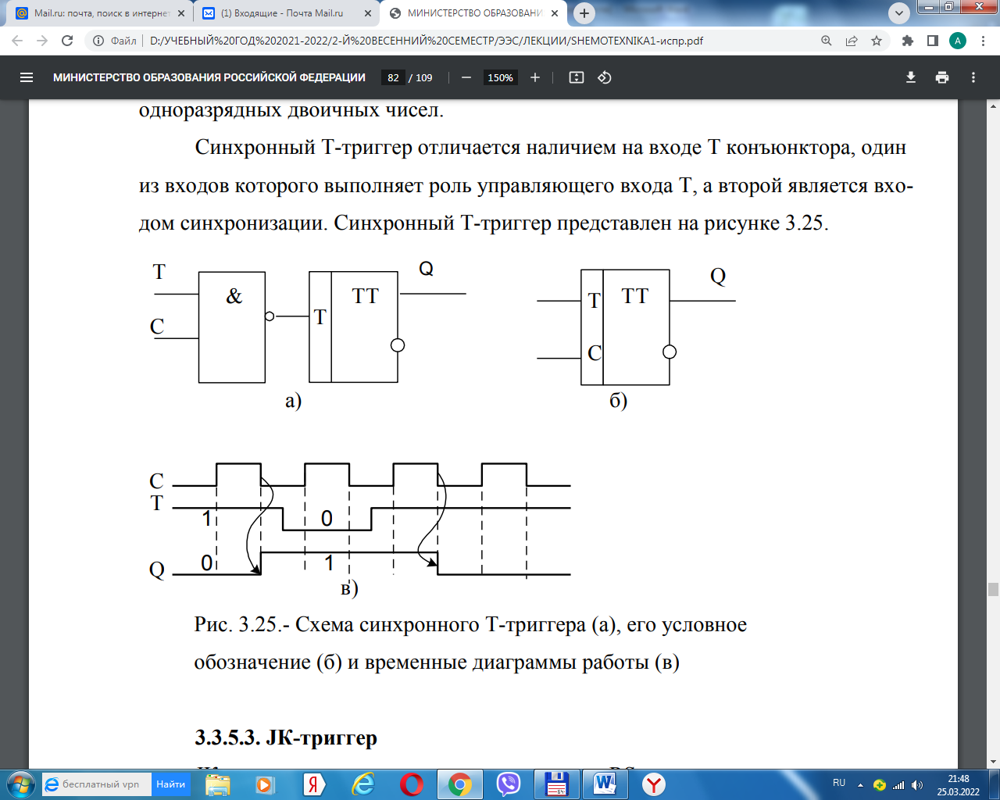 Mail.ru: почта, поиск в интернет
(1) Входящие - Почта Mail.ru
МИНИСТЕРСТВО ОБРАЗОВАНИ
Файл
D:/УЧЕБНЫЙ%20ГОД%202021-2022/2-Й%20ВЕСЕННИЙ%20СЕМЕСТР/ЭЭС/ЛЕКЦИИ/SHEMOTEXNIKA1-испр.pdf
A
МИНИСТЕРСТВО ОБРАЗОВАНИЯ РОССИЙСКОЙ ФЕДЕРАЦИИ
82 / 109
150%
одноразрядных двоичных чисел.
Синхронный Т-триггер отличается наличием на входе Т конъюнктора, один
из входов которого выполняет роль управляющего входа Т, а второй является вхо-
дом синхронизации. Синхронный Т-триггер представлен на рисунке 3.25.
T
C
&
T
TT
Q
а)
T
C
TT
Q
б)
C
T
1 0
Q
0 1
в)
Рис. 3.25.- Схема синхронного Т-триггера (а), его условное
обозначение (б) и временные диаграммы работы (в)
3.3.5.3. JK-триггер
бесплатный vpn
Найти
Я
64
W
Y
RU
21:48
25.03.2022